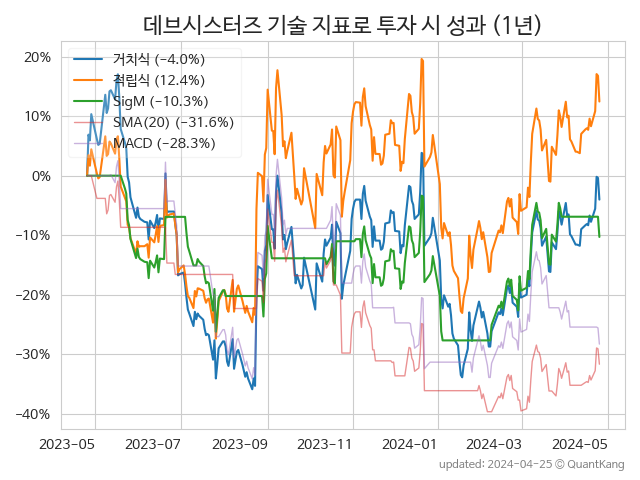 데브시스터즈 기술 지표로 투자 시 성과 (1년)
거치식 (−4.0%)
적립식 (12.4%)
SigM (−10.3%)
SMA(20) (−31.6%)
MACD (−28.3%)
20%
10%
0%
−10%
−20%
−30%
−40%
2023−05 2023−07 2023−09 2023−11 2024−01 2024−03 2024−05
updated: 2024−04−25 © QuantKang